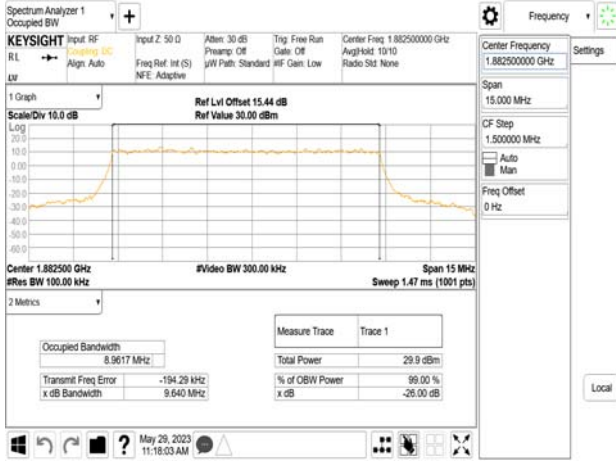 Spectrum Analyzer 1
Occupied BW
Frequency
KEYSIGHT
RL
Input: RF
Coupling: DC
Align: Auto
Input Z: 50 Ω
Freq Ref: Int (S)
NFE: Adaptive
Atten: 30 dB
Preamp: Off
µW Path: Standard
Trig: Free Run
Gate: Off
#IF Gain: Low
Center Freq: 1.882500000 GHz
Avg|Hold: 10/10
Radio Std: None
Center Frequency
1.882500000 GHz
Settings
Span
15.000 MHz
CF Step
1.500000 MHz
Auto
Man
Freq Offset
0 Hz
Local
1 Graph
Scale/Div 10.0 dB
Ref Lvl Offset 15.44 dB
Ref Value 30.00 dBm
Log
20.0
10.0
0.00
-10.0
-20.0
-30.0
-40.0
-50.0
-60.0
Center 1.882500 GHz
#Res BW 100.00 kHz
#Video BW 300.00 kHz
Span 15 MHz
Sweep 1.47 ms (1001 pts)
2 Metrics
Measure Trace Trace 1
Occupied Bandwidth
8.9617 MHz
Total Power 29.9 dBm
Transmit Freq Error -194.29 kHz
% of OBW Power 99.00 %
x dB Bandwidth 9.640 MHz
x dB -26.00 dB
May 29, 2023
11:18:03 AM